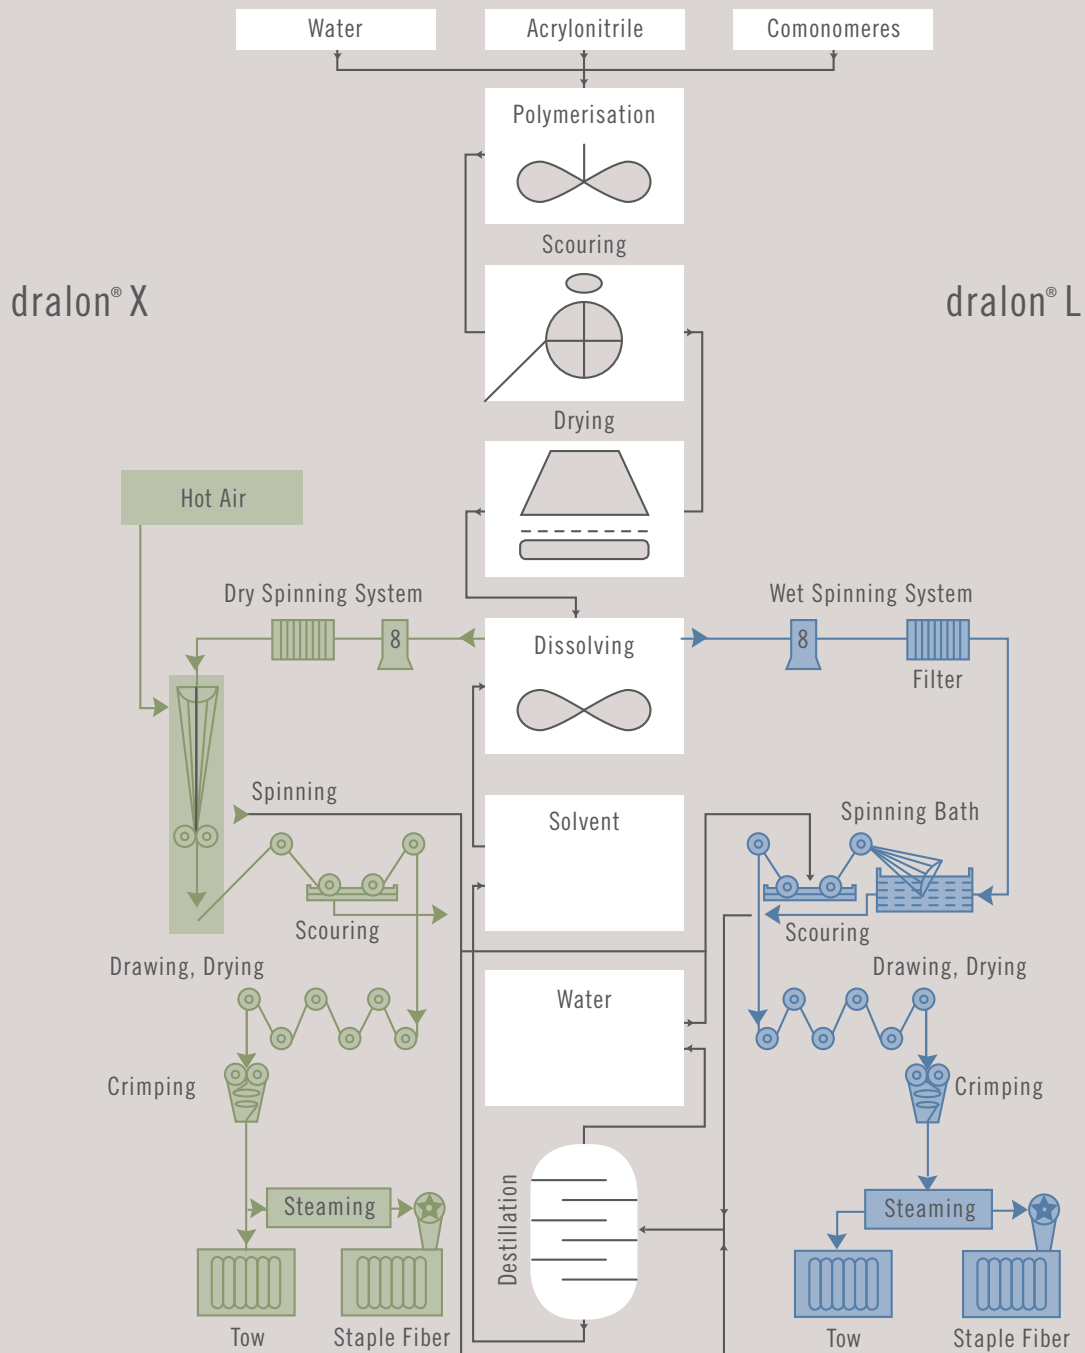 Water
Acrylonitrile
Comonomeres
Polymerisation
Scouring
dralon® X
dralon® L
Drying
Hot Air
Dry Spinning System
Wet Spinning System
8
Dissolving
8
Filter
Spinning
Solvent
Spinning Bath
Scouring
Scouring
Drawing, Drying
Water
Drawing, Drying
Crimping
Crimping
Destillation
Steaming
Steaming
Tow
Staple Fiber
Tow
Staple Fiber